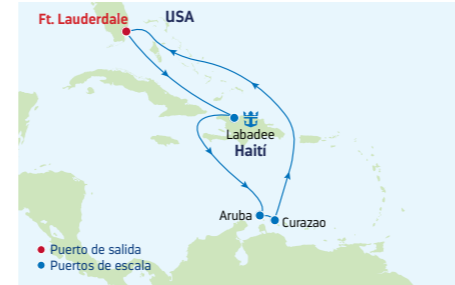 Ft. Lauderdale
USA
Labadee
Haití
Aruba
Curazao
Puerto de salida
Puertos de escala